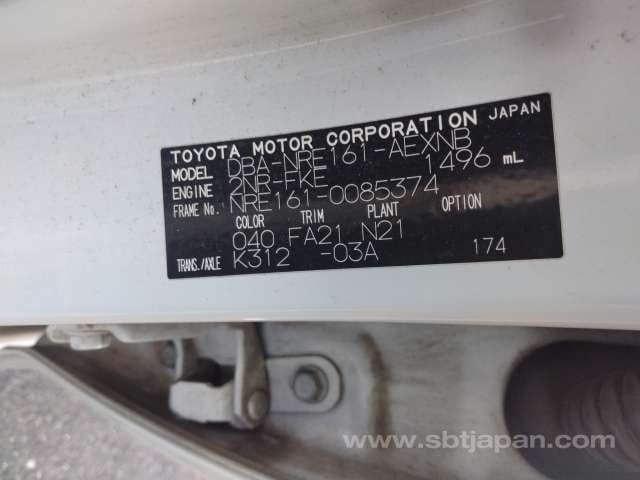 TOYOTA MOTOR CORPORATION JAPAN
MODEL DBA-NRE161-AEXNB
ENGINE 2NR-FKE 1496 mL
FRAME No. NRE161-0085374
COLOR TRIM PLANT OPTION
040 FA21 N21
TRANS./AXLE K312 -03A 174
www.sbtjapan.com/